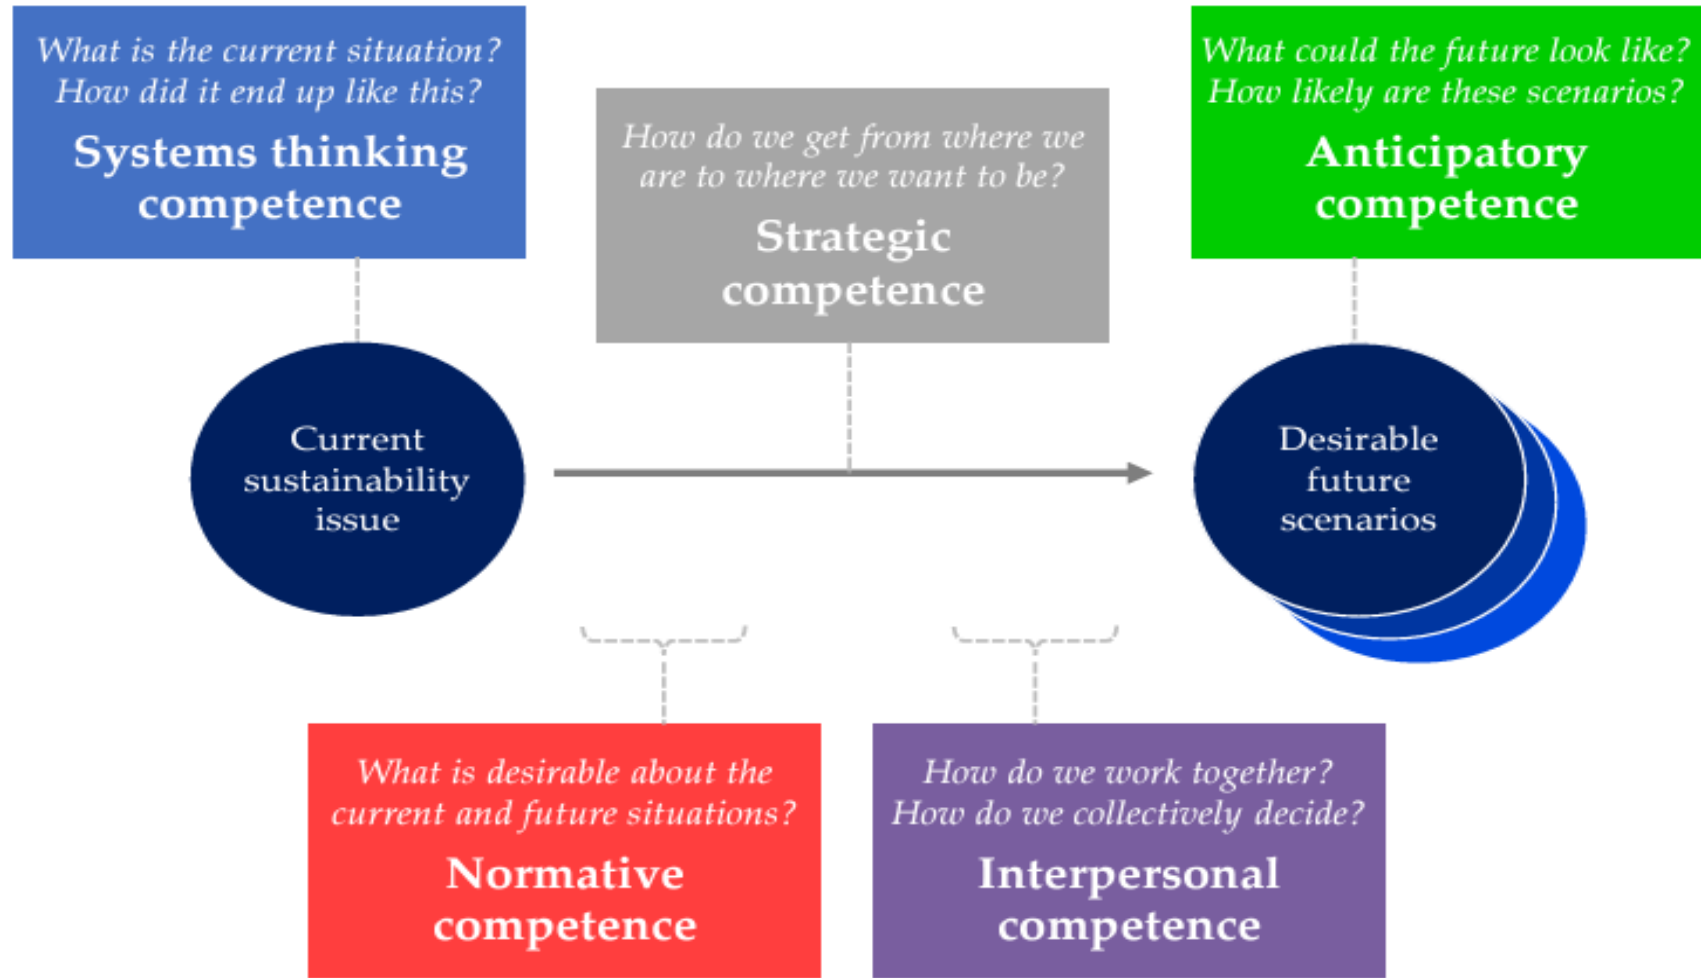 What is the current situation?
How did it end up like this?
Systems thinking
competence
How do we get from where we
are to where we want to be?
Strategic
competence
What could the future look like?
How likely are these scenarios?
Anticipatory
competence
Current
sustainability
issue
Desirable
future
scenarios
What is desirable about the
current and future situations?
Normative
competence
How do we work together?
How do we collectively decide?
Interpersonal
competence